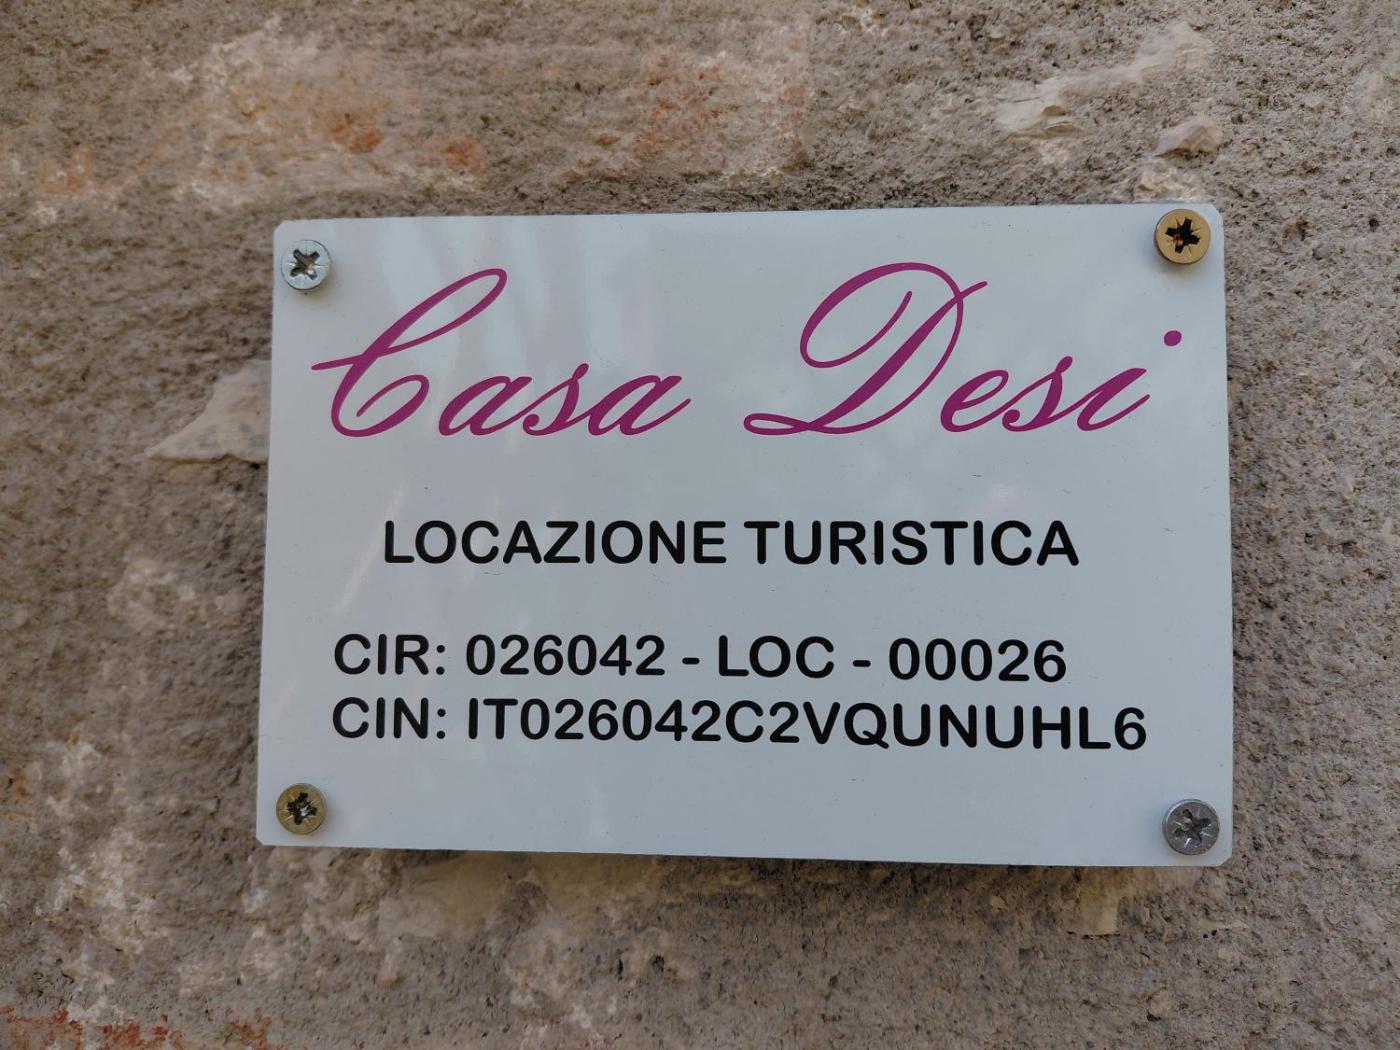 Casa Desi
LOCAZIONE TURISTICA
CIR: 026042 - LOC - 00026
CIN: IT026042C2VQUNUHL6